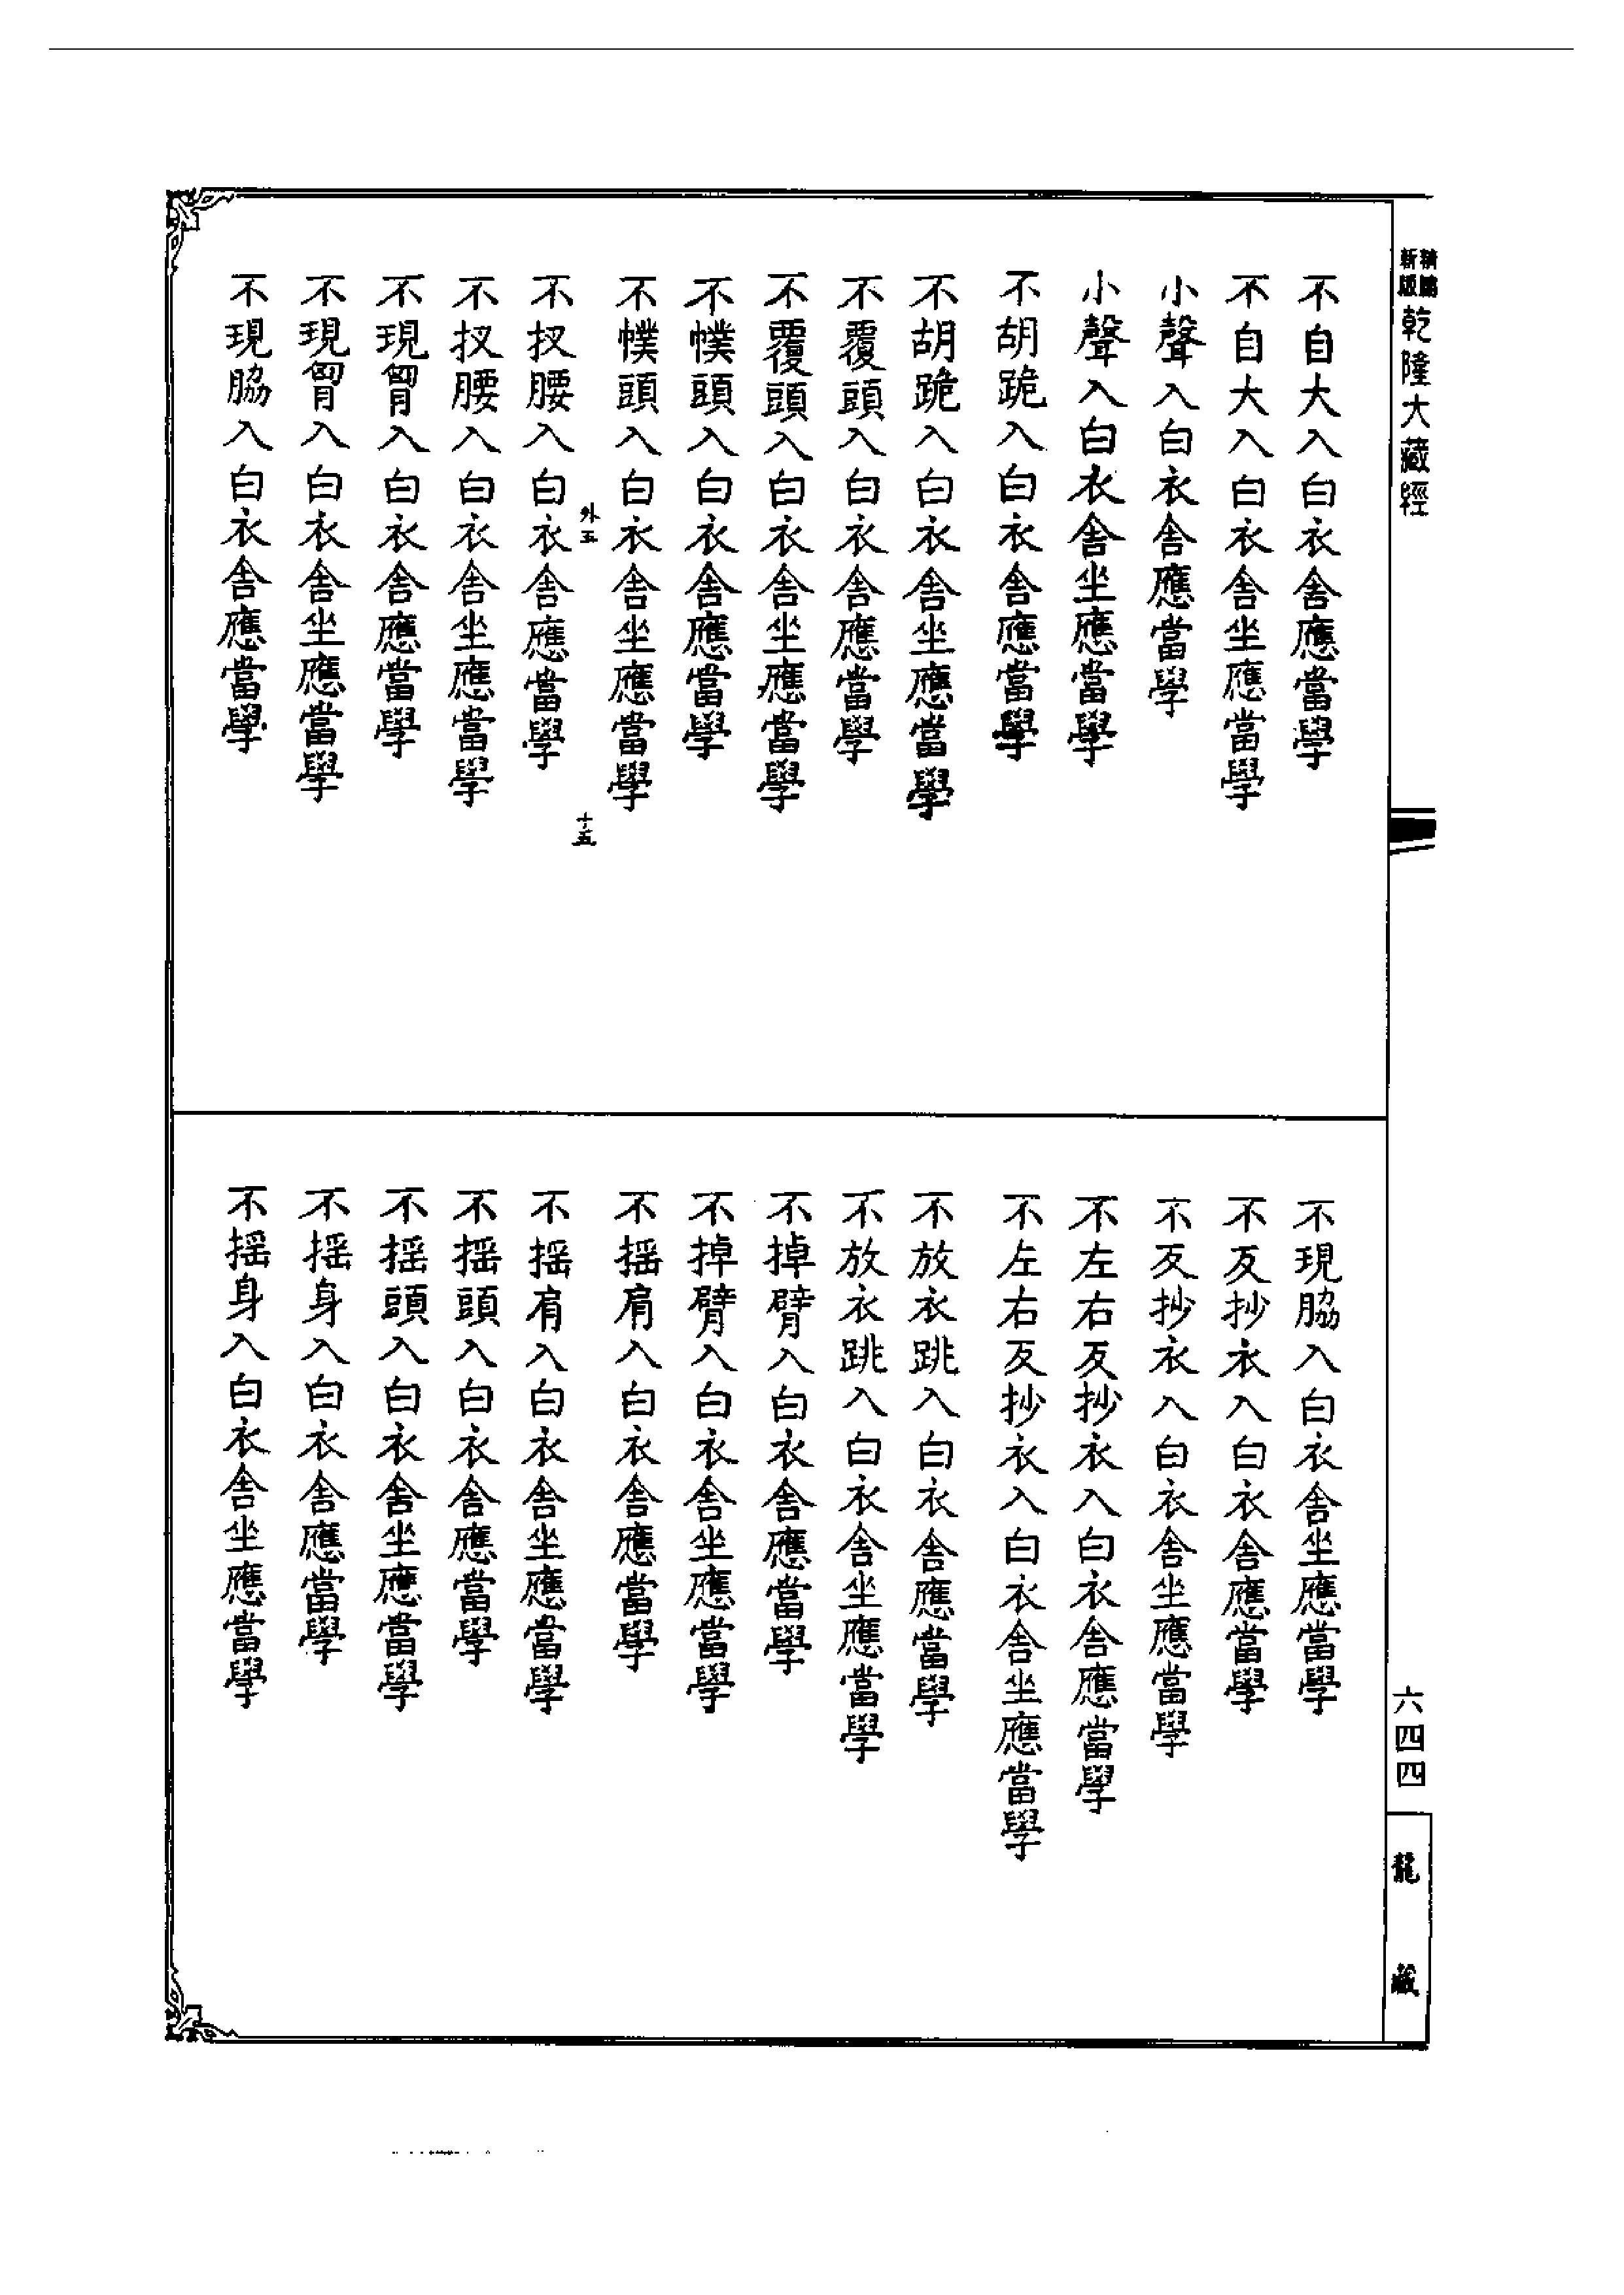 新版
乾隆大藏經
不自大入白衣舍應當學
不自大入白衣舍坐應當學
小聲入白衣舍應當學
小聲入白衣舍坐應當學
不胡跪入白衣舍應當學
不胡跪入白衣舍坐應當學
不覆頭入白衣舍應當學
不覆頭入白衣舍坐應當學
不幞頭入白衣舍應當學
不幞頭入白衣舍坐應當學
外五
十五
不扠腰入白衣舍應當學
不扠腰入白衣舍坐應當學
不現胷入白衣舍應當學
不現胷入白衣舍坐應當學
不現脇入白衣舍應當學
不現脇入白衣舍坐應當學
不反抄衣入白衣舍應當學
不反抄衣入白衣舍坐應當學
不左右反抄衣入白衣舍應當學
不左右反抄衣入白衣舍坐應當學
不放衣跳入白衣舍應當學
不放衣跳入白衣舍坐應當學
不掉臂入白衣舍應當學
不掉臂入白衣舍坐應當學
不摇肩入白衣舍應當學
不摇肩入白衣舍坐應當學
不摇頭入白衣舍應當學
不摇頭入白衣舍坐應當學
不摇身入白衣舍應當學
不摇身入白衣舍坐應當學
六四四
龍藏